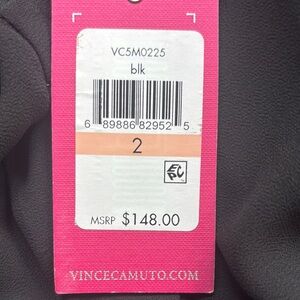 VC5M0225
blk
6 89886 82952 5
2
MSRP $148.00
VINCECAMUTO.COM